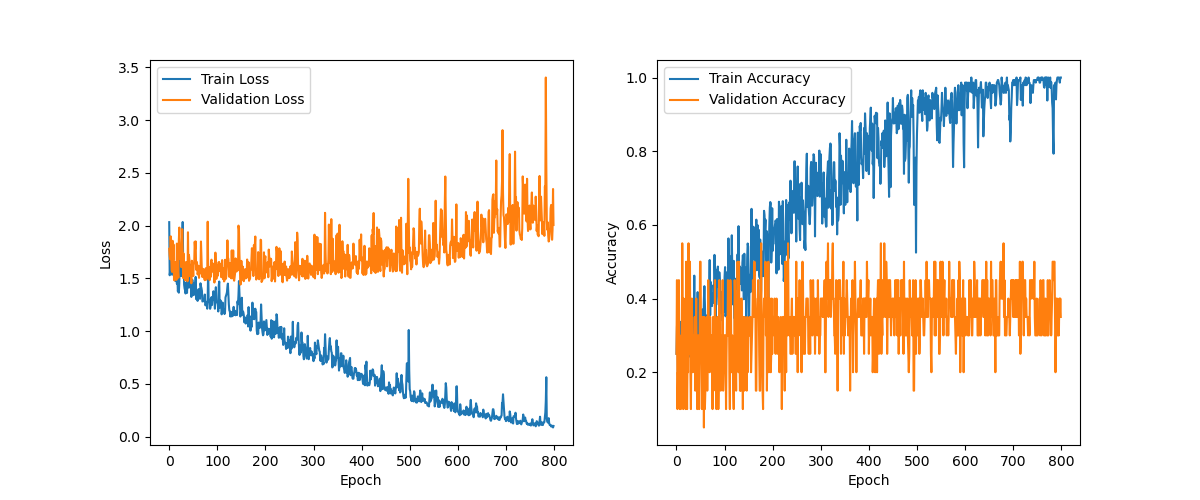 Train Loss
Validation Loss
3.5
3.0
2.5
2.0
1.5
1.0
0.5
0.0
Loss
0 100 200 300 400 500 600 700 800
Epoch
Train Accuracy
Validation Accuracy
1.0
0.8
0.6
0.4
0.2
Accuracy
0 100 200 300 400 500 600 700 800
Epoch